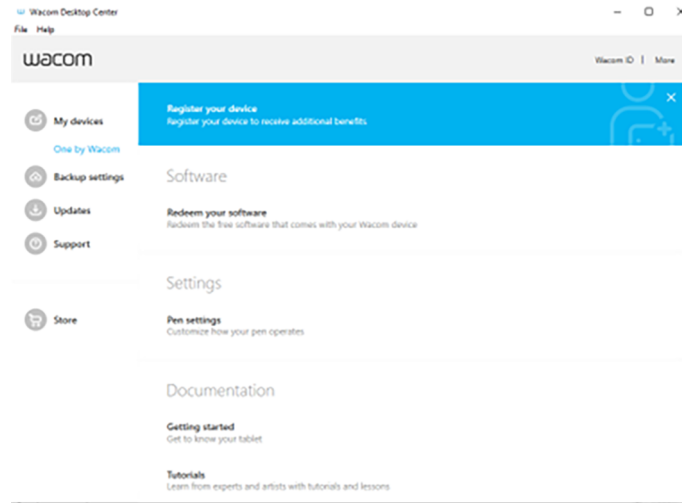 Wacom Desktop Center
File Help
wacom
Wacom ID | More
My devices
One by Wacom
Backup settings
Updates
Support
Store
Register your device
Register your device to receive additional benefits
Software
Redeem your software
Redeem the free software that comes with your Wacom device
Settings
Pen settings
Customize how your pen operates
Documentation
Getting started
Get to know your tablet
Tutorials
Learn from experts and artists with tutorials and lessons